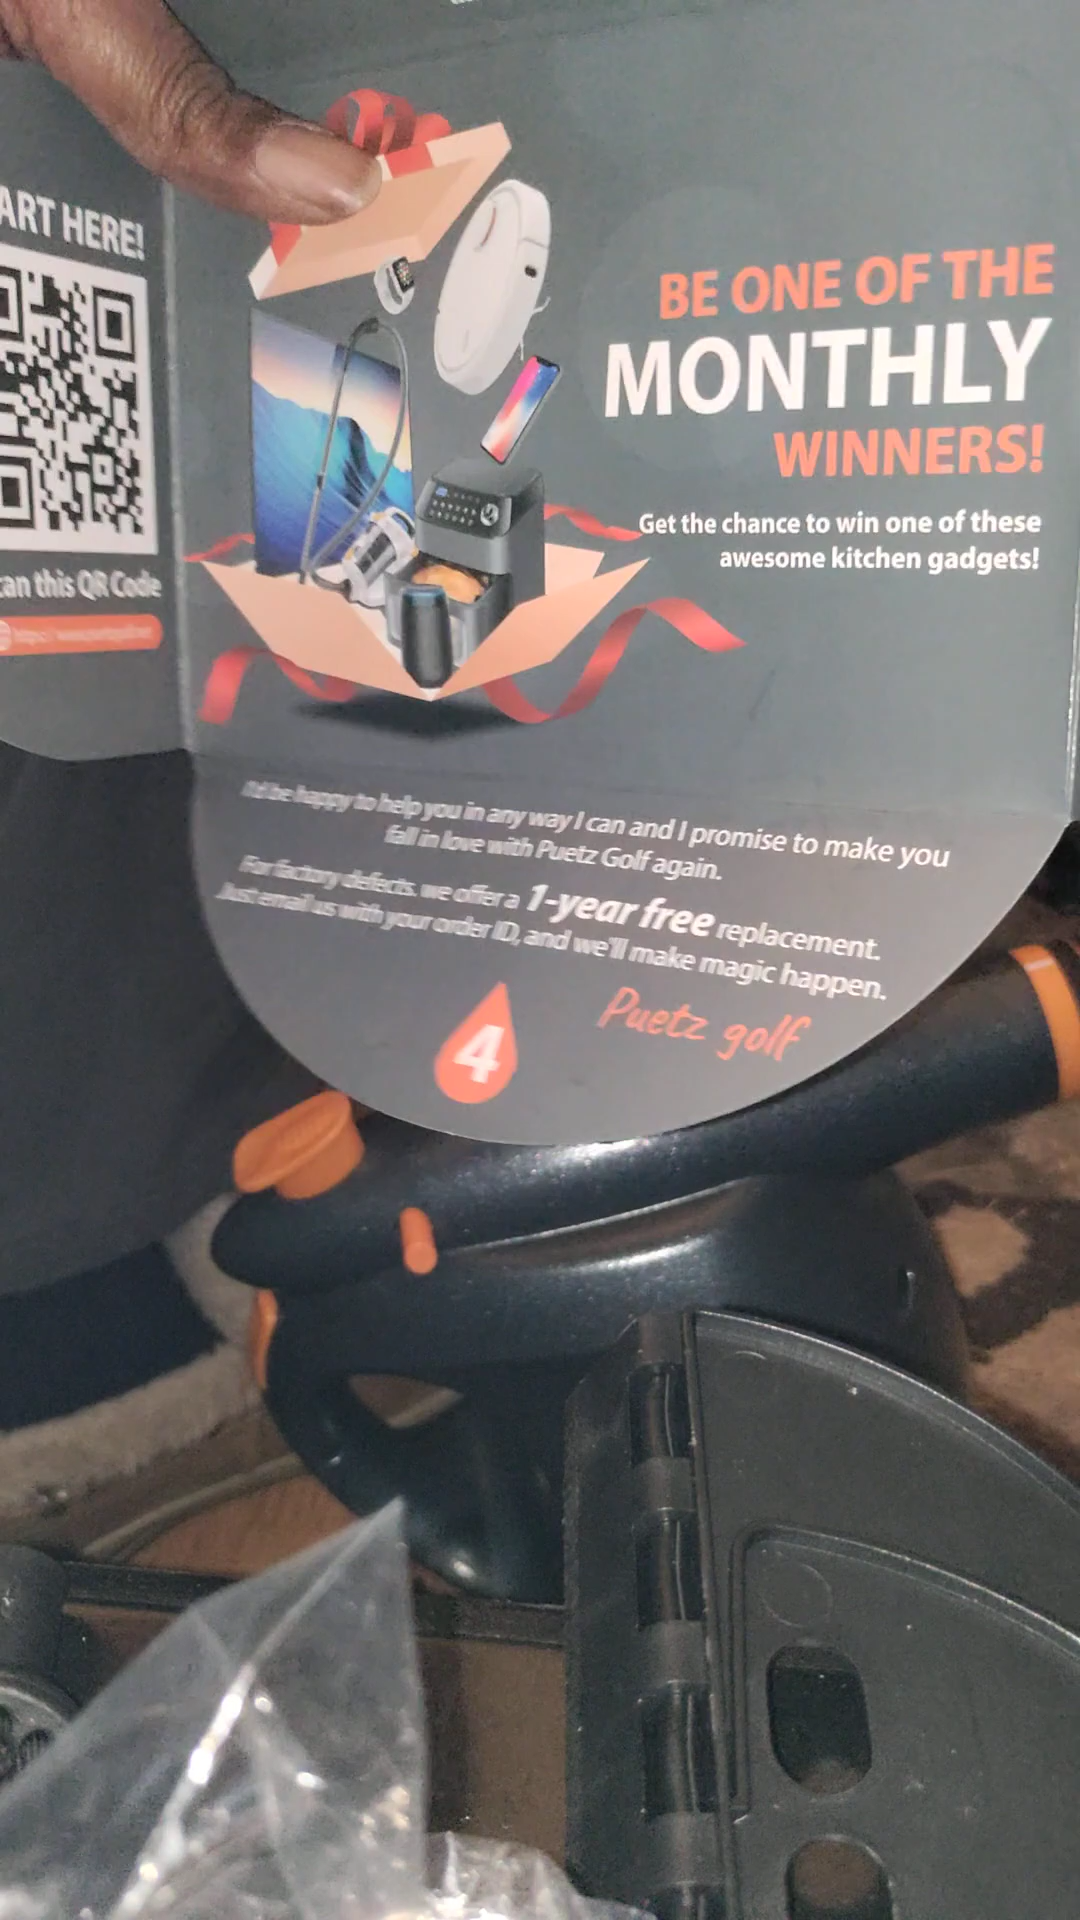 ART HERE!
can this QR Code
BE ONE OF THE
MONTHLY
WINNERS!
Get the chance to win one of these
awesome kitchen gadgets!
I'd be happy to help you in any way I can and I promise to make you
fall in love with Puetz Golf again.
For factory defects. we offer a 1-year free replacement.
Just email us with your order ID, and we'll make magic happen.
4
Puetz golf